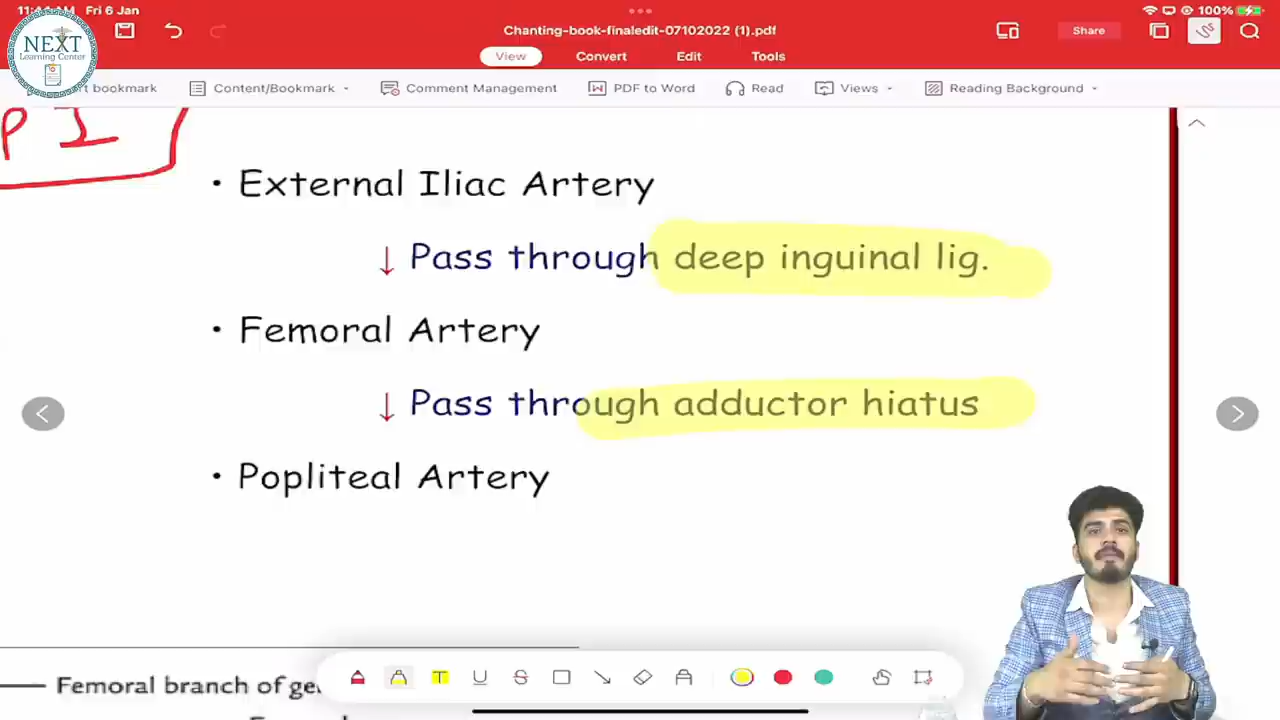 Fri 6 Jan
100%
NEXT
Learning Center
Chanting-book-finaledit-07102022 (1).pdf
Share
View
Convert
Edit
Tools
bookmark
Content/Bookmark
Comment Management
PDF to Word
Read
Views
Reading Background
P I
• External Iliac Artery
↓ Pass through deep inguinal lig.
• Femoral Artery
↓ Pass through adductor hiatus
• Popliteal Artery
Femoral branch of